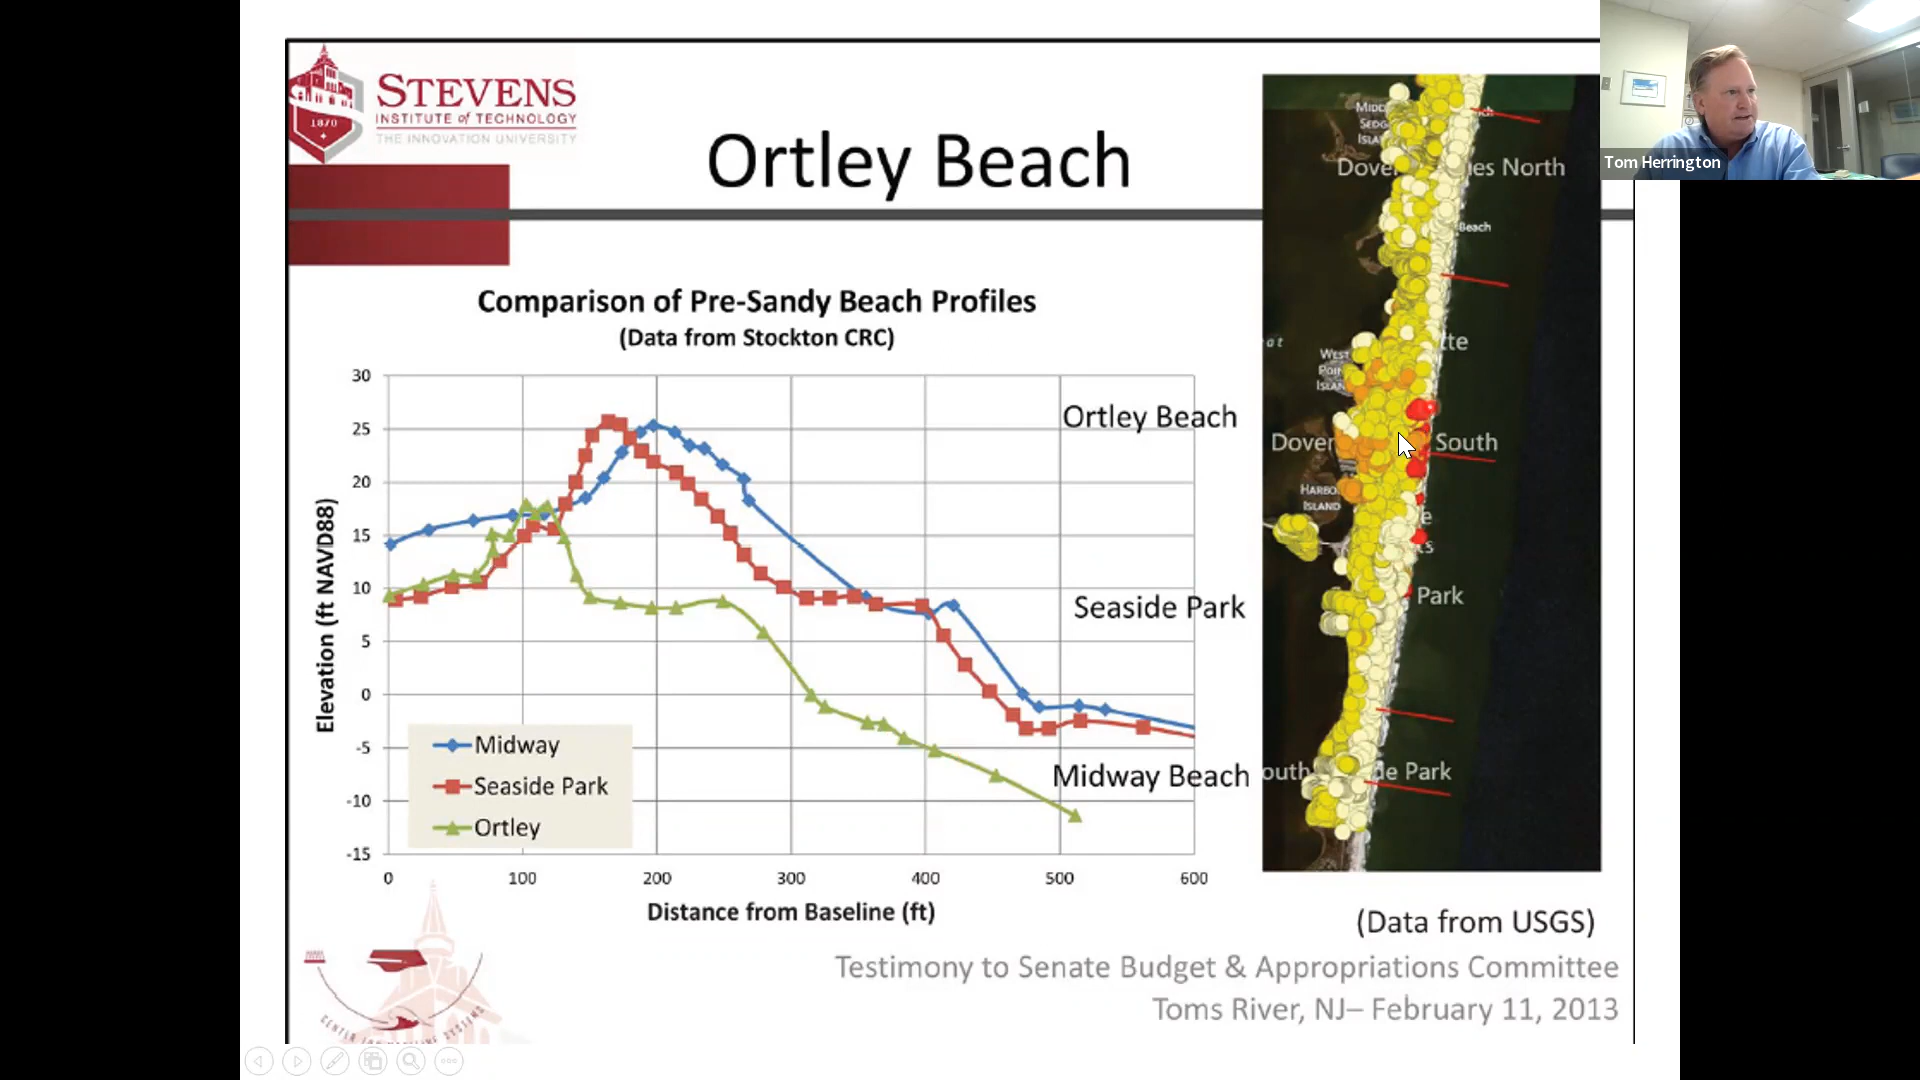 STEVENS
INSTITUTE of TECHNOLOGY
THE INNOVATION UNIVERSITY
1870
Ortley Beach
Tom Herrington
Comparison of Pre-Sandy Beach Profiles
(Data from Stockton CRC)
Elevation (ft NAVD88)
30
25
20
15
10
5
0
-5
-10
-15
0
100
200
300
400
500
600
Distance from Baseline (ft)
Midway
Seaside Park
Ortley
Ortley Beach
Seaside Park
Midway Beach
Dover
North
Beach
WEST
ISLAN
Dover
South
HARBO
ISLAND
Park
outh
de Park
(Data from USGS)
Testimony to Senate Budget & Appropriations Committee
Toms River, NJ– February 11, 2013